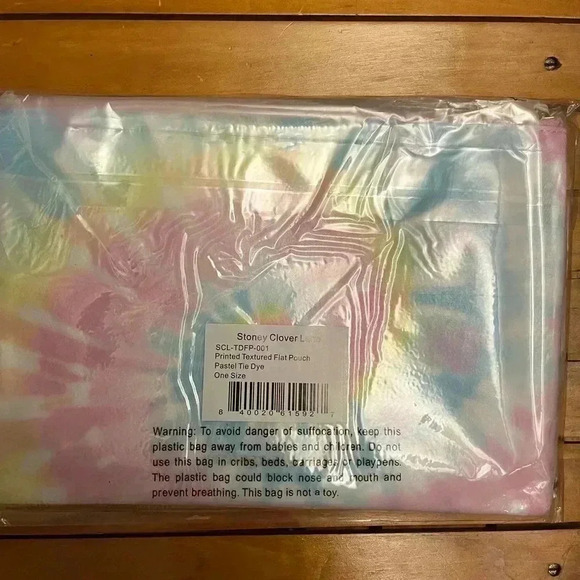 Stoney Clover Lane
SCL-TDFP-001
Printed Textured Flat Pouch
Pastel Tie Dye
One Size
8 40020 61592
Warning: To avoid danger of suffocation, keep this
plastic bag away from babies and children. Do not
use this bag in cribs, beds, carriages or playpens.
The plastic bag could block nose and mouth and
prevent breathing. This bag is not a toy.